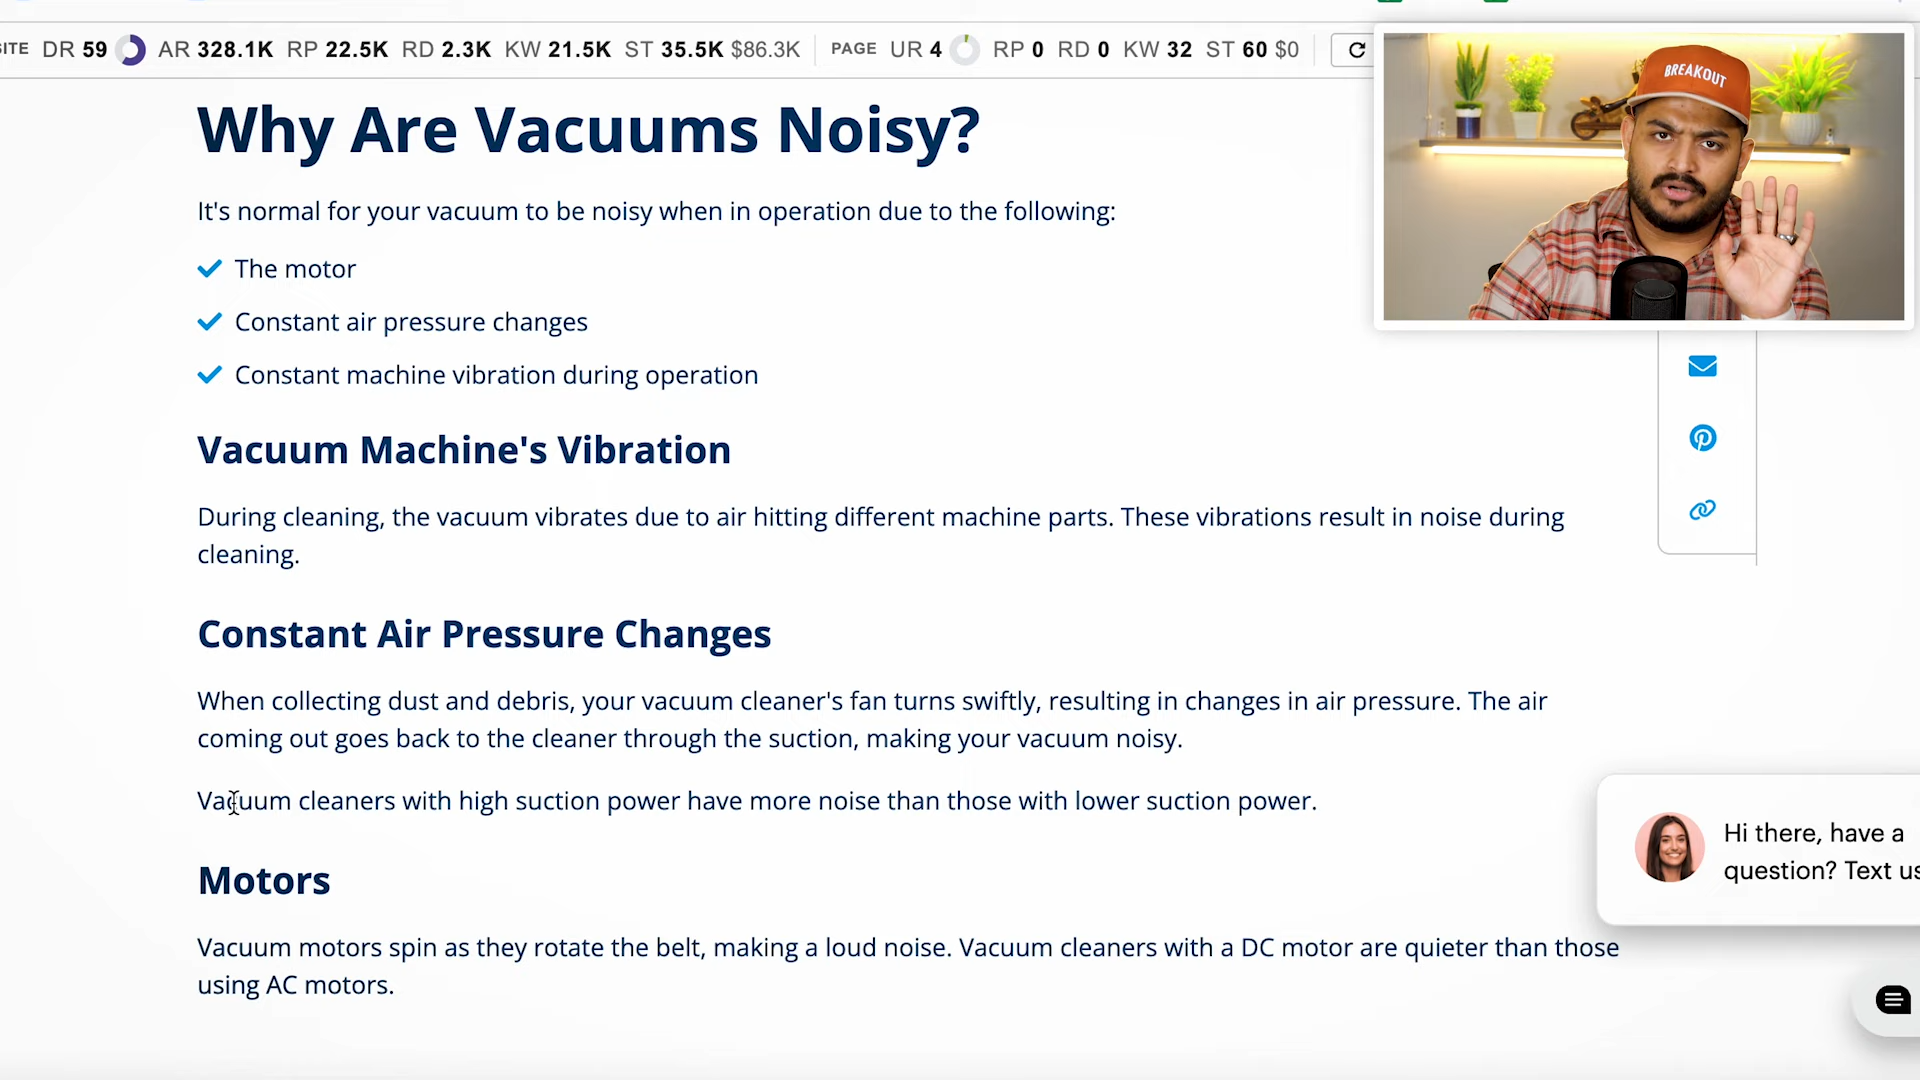 ITE DR 59 AR 328.1K RP 22.5K RD 2.3K KW 21.5K ST 35.5K $86.3K PAGE UR 4 RP 0 RD 0 KW 32 ST 60 $0
BREAKOUT
Why Are Vacuums Noisy?
It's normal for your vacuum to be noisy when in operation due to the following:
The motor
Constant air pressure changes
Constant machine vibration during operation
Vacuum Machine's Vibration
During cleaning, the vacuum vibrates due to air hitting different machine parts. These vibrations result in noise during
cleaning.
Constant Air Pressure Changes
When collecting dust and debris, your vacuum cleaner's fan turns swiftly, resulting in changes in air pressure. The air
coming out goes back to the cleaner through the suction, making your vacuum noisy.
Vacuum cleaners with high suction power have more noise than those with lower suction power.
Hi there, have a
question? Text us
Motors
Vacuum motors spin as they rotate the belt, making a loud noise. Vacuum cleaners with a DC motor are quieter than those
using AC motors.